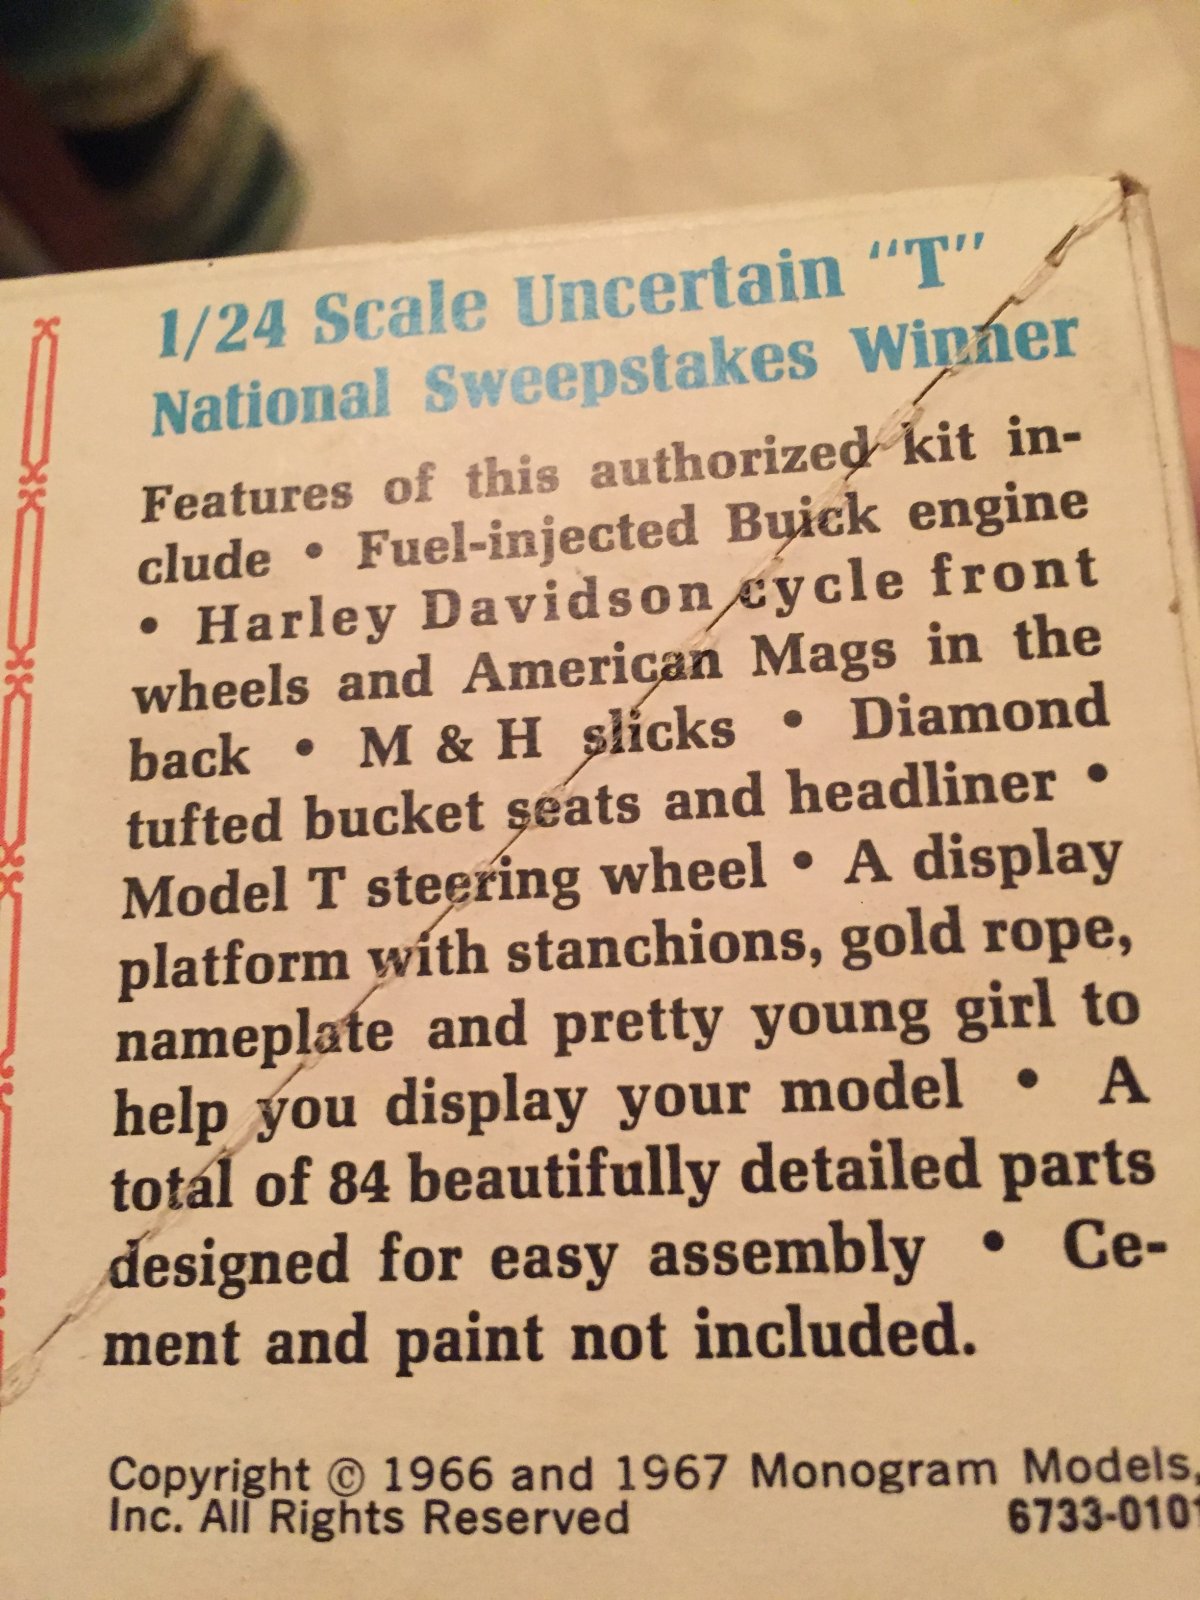 1/24 Scale Uncertain "T"
National Sweepstakes Winner
Features of this authorized kit in-
clude • Fuel-injected Buick engine
• Harley Davidson cycle front
wheels and American Mags in the
back • M & H slicks • Diamond
tufted bucket seats and headliner •
Model T steering wheel • A display
platform with stanchions, gold rope,
nameplate and pretty young girl to
help you display your model • A
total of 84 beautifully detailed parts
designed for easy assembly • Ce-
ment and paint not included.
Copyright © 1966 and 1967 Monogram Models,
Inc. All Rights Reserved 6733-0101